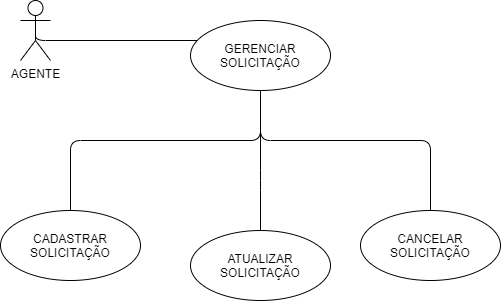 GERENCIAR
SOLICITAÇÃO
AGENTE
CADASTRAR
SOLICITAÇÃO
ATUALIZAR
SOLICITAÇÃO
CANCELAR
SOLICITAÇÃO